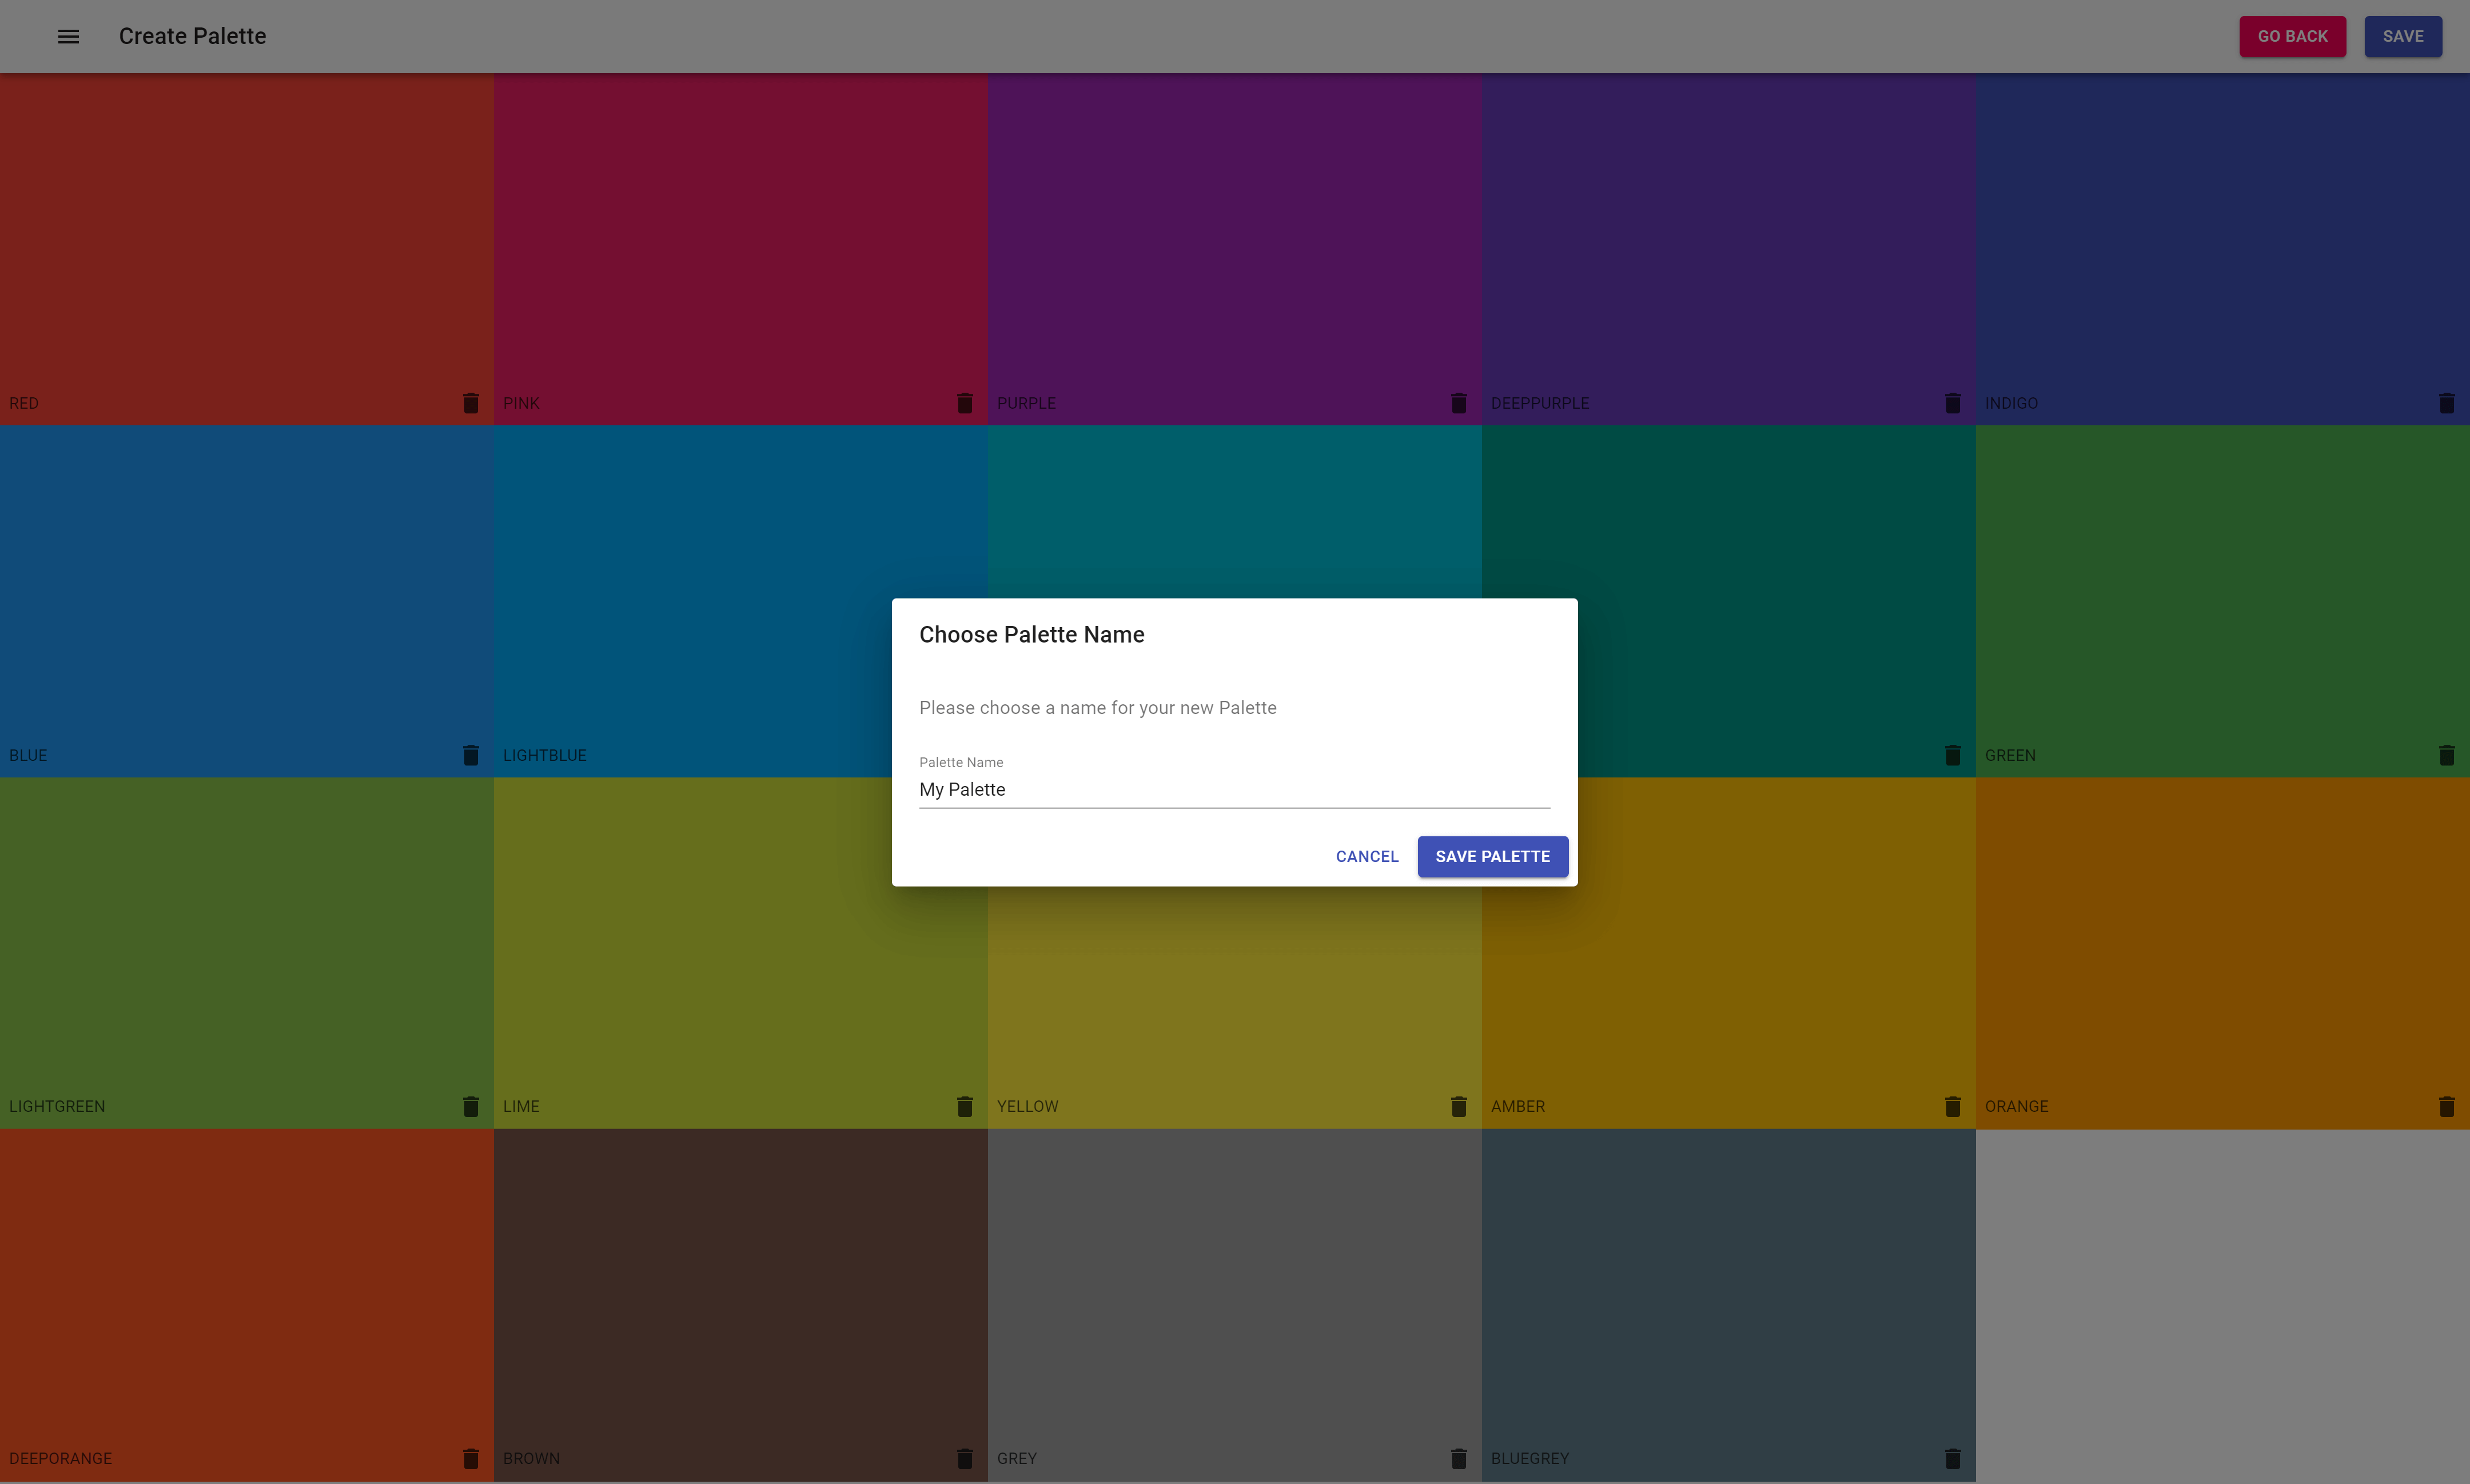 Create Palette
GO BACK
SAVE
RED
PINK
PURPLE
DEEPPURPLE
INDIGO
BLUE
LIGHTBLUE
GREEN
Choose Palette Name
Please choose a name for your new Palette
Palette Name
My Palette
CANCEL
SAVE PALETTE
LIGHTGREEN
LIME
YELLOW
AMBER
ORANGE
DEEPORANGE
BROWN
GREY
BLUEGREY